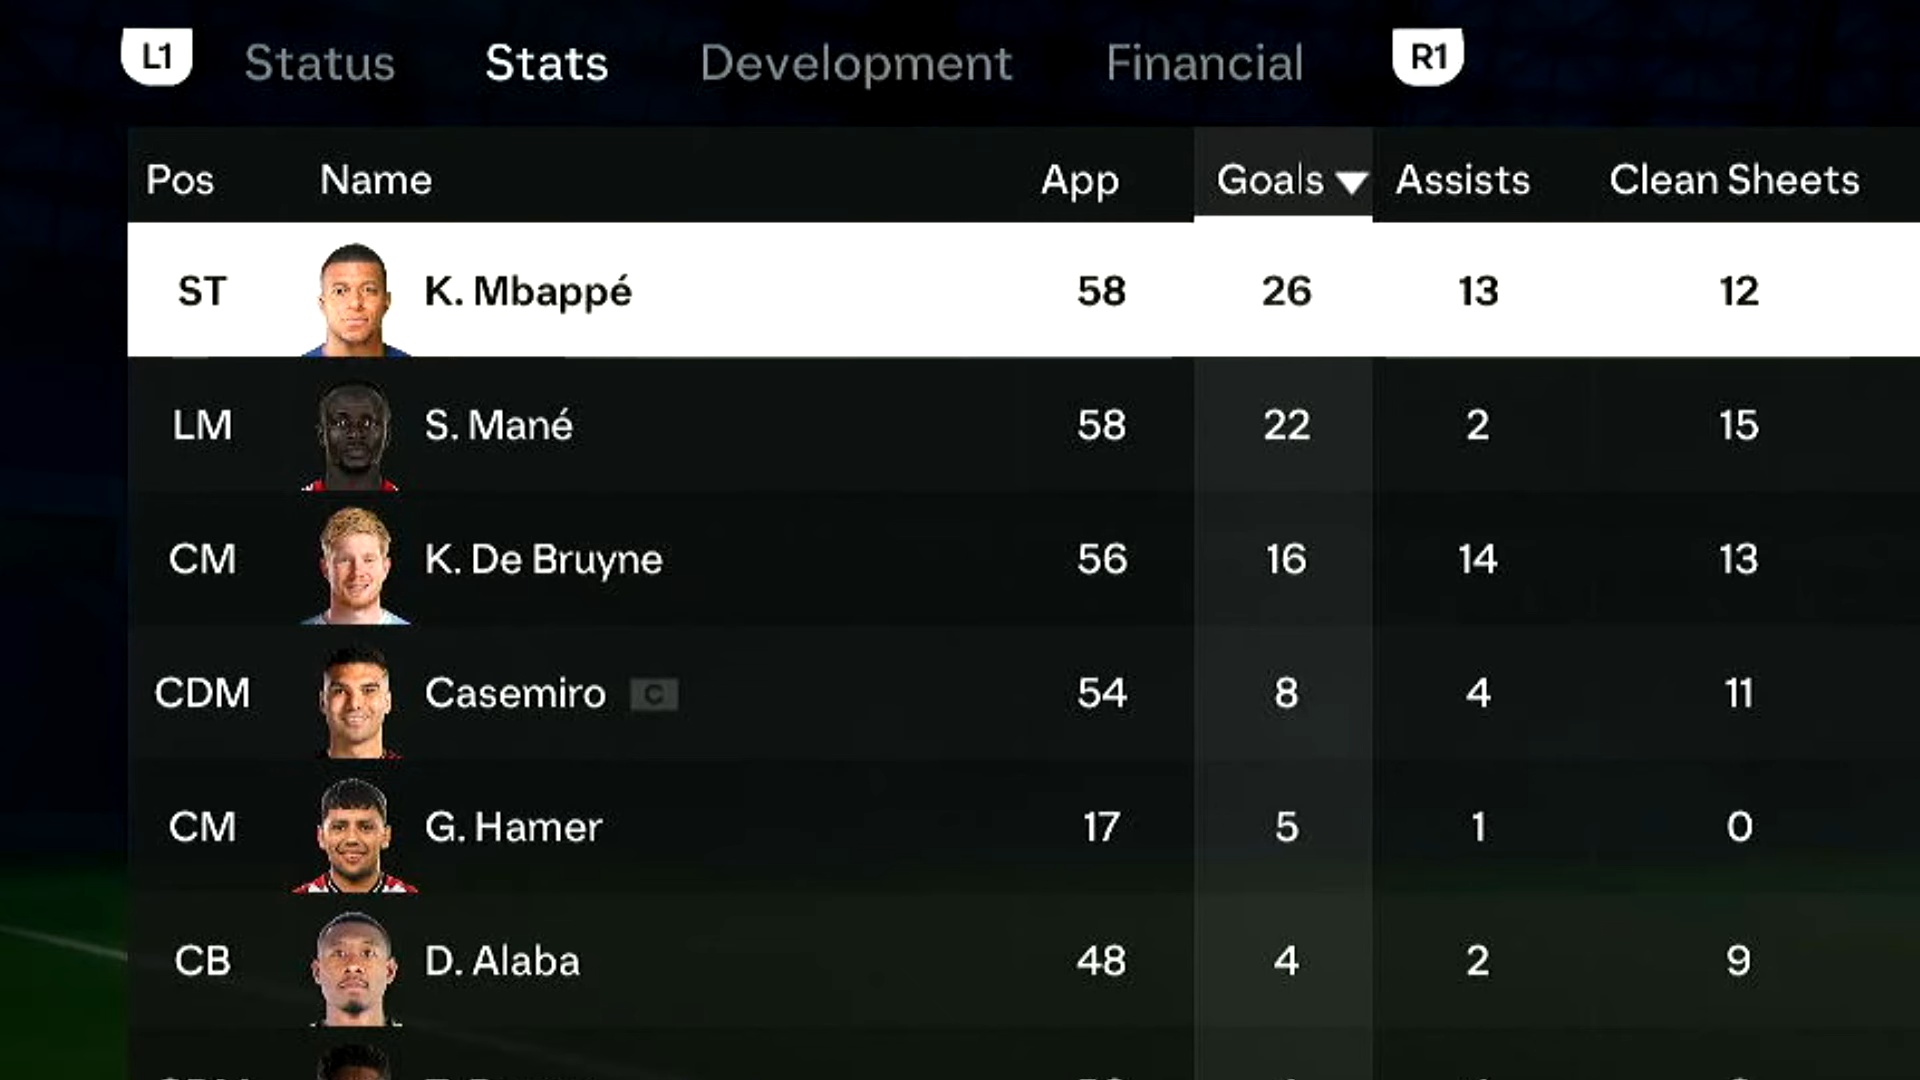 L1 Status Stats Development Financial R1
Pos Name App Goals Assists Clean Sheets
ST K. Mbappé 58 26 13 12
LM S. Mané 58 22 2 15
CM K. De Bruyne 56 16 14 13
CDM Casemiro C 54 8 4 11
CM G. Hamer 17 5 1 0
CB D. Alaba 48 4 2 9